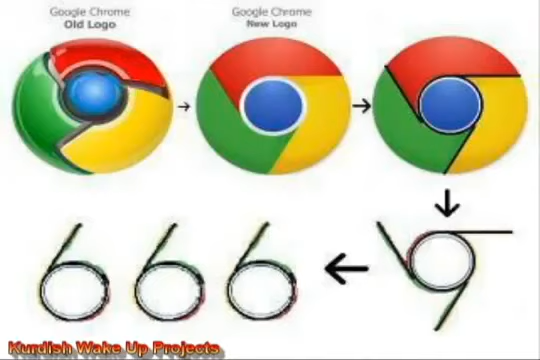 Google Chrome
Old Logo
Google Chrome
New Logo
666
Kurdish Wake Up Projects